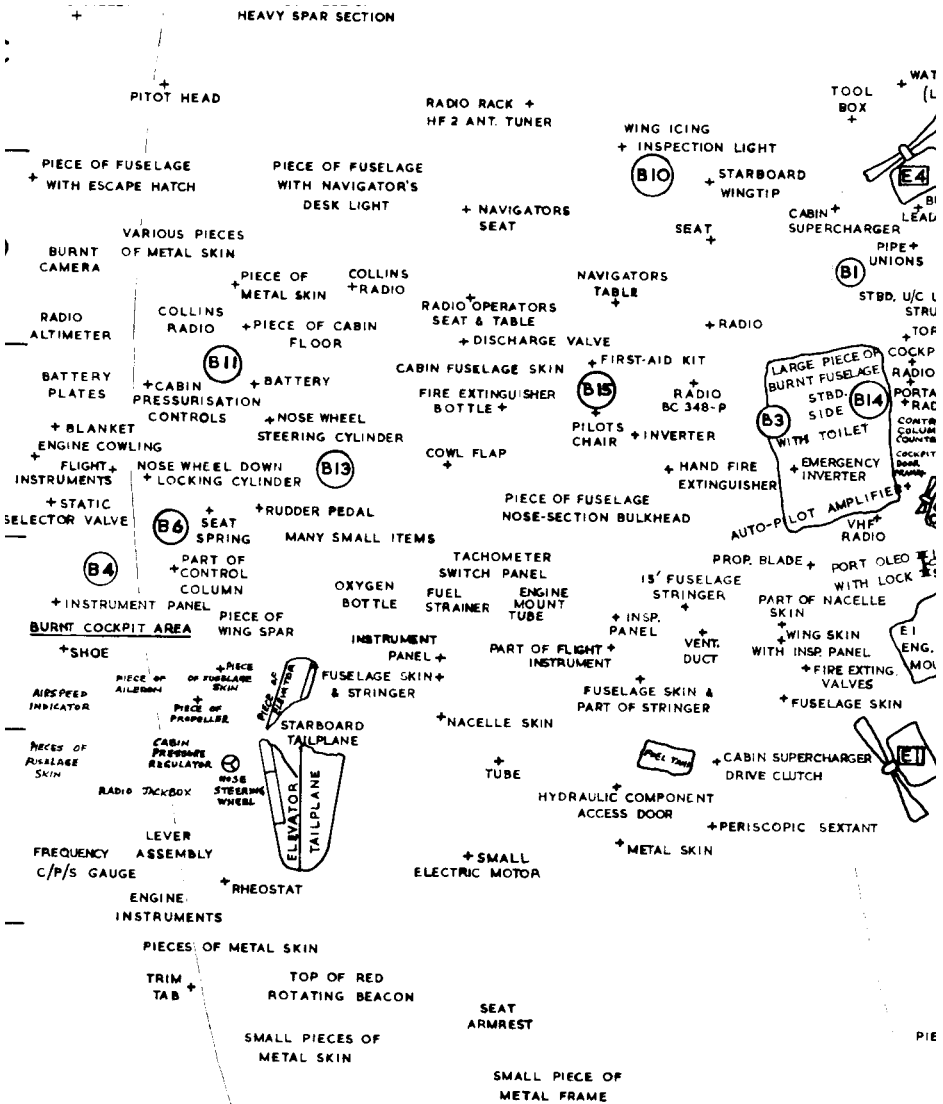 HEAVY SPAR SECTION
PITOT HEAD
RADIO RACK
HF 2 ANT. TUNER
TOOL
BOX
WING ICING
INSPECTION LIGHT
PIECE OF FUSELAGE
WITH ESCAPE HATCH
PIECE OF FUSELAGE
WITH NAVIGATOR'S
DESK LIGHT
B10
STARBOARD
WINGTIP
E4
NAVIGATORS
SEAT
SEAT
CABIN
SUPERCHARGER
VARIOUS PIECES
OF METAL SKIN
BURNT
CAMERA
PIPE
UNIONS
B1
PIECE OF
METAL SKIN
COLLINS
RADIO
NAVIGATORS
TABLE
STBD. U/C
RADIO OPERATORS
SEAT & TABLE
RADIO
ALTIMETER
COLLINS
RADIO
PIECE OF CABIN
FLOOR
RADIO
DISCHARGE VALVE
B11
CABIN FUSELAGE SKIN
FIRST-AID KIT
LARGE PIECE OF
BURNT FUSELAGE
STBD-
SIDE
WITH TOILET
B14
B3
RADIO
BATTERY
PLATES
CABIN
PRESSURISATION
CONTROLS
BATTERY
FIRE EXTINGUISHER
BOTTLE
B15
RADIO
BC 348-P
NOSE WHEEL
STEERING CYLINDER
PILOTS
CHAIR
INVERTER
BLANKET
ENGINE COWLING
FLIGHT
INSTRUMENTS
NOSE WHEEL DOWN
LOCKING CYLINDER
B13
COWL FLAP
HAND FIRE
EXTINGUISHER
EMERGENCY
INVERTER
COCKPIT
DOOR
FRAME
STATIC
SELECTOR VALVE
B6
SEAT
SPRING
RUDDER PEDAL
PIECE OF FUSELAGE
NOSE-SECTION BULKHEAD
AUTO-PILOT AMPLIFIER
VHF
RADIO
MANY SMALL ITEMS
B4
PART OF
CONTROL
COLUMN
TACHOMETER
SWITCH PANEL
PROP. BLADE
PORT OLEO
WITH LOCK
INSTRUMENT PANEL
BURNT COCKPIT AREA
PIECE OF
WING SPAR
OXYGEN
BOTTLE
FUEL
STRAINER
ENGINE
MOUNT
TUBE
15' FUSELAGE
STRINGER
PART OF NACELLE
SKIN
INSP.
PANEL
VENT.
DUCT
WING SKIN
WITH INSP. PANEL
E1
ENG.
SHOE
INSTRUMENT
PANEL
PART OF FLIGHT
INSTRUMENT
FIRE EXTING.
VALVES
PIECE OF
AILERON
PIECE
OF FUSELAGE
SKIN
PIECE OF ELEVATOR
FUSELAGE SKIN
& STRINGER
FUSELAGE SKIN &
PART OF STRINGER
FUSELAGE SKIN
AIRSPEED
INDICATOR
PIECE OF
PROPELLER
STARBOARD
TAILPLANE
NACELLE SKIN
PIECES OF
FUSALAGE
SKIN
CABIN
PRESSURE
REGULATOR
NOSE
STEERING
WHEEL
ELEVATOR
TAILPLANE
TUBE
FUEL TANK
CABIN SUPERCHARGER
DRIVE CLUTCH
E1
RADIO JACKBOX
HYDRAULIC COMPONENT
ACCESS DOOR
PERISCOPIC SEXTANT
LEVER
ASSEMBLY
METAL SKIN
FREQUENCY
C/P/S GAUGE
SMALL
ELECTRIC MOTOR
RHEOSTAT
ENGINE
INSTRUMENTS
PIECES OF METAL SKIN
TRIM
TAB
TOP OF RED
ROTATING BEACON
SEAT
ARMREST
SMALL PIECES OF
METAL SKIN
SMALL PIECE OF
METAL FRAME